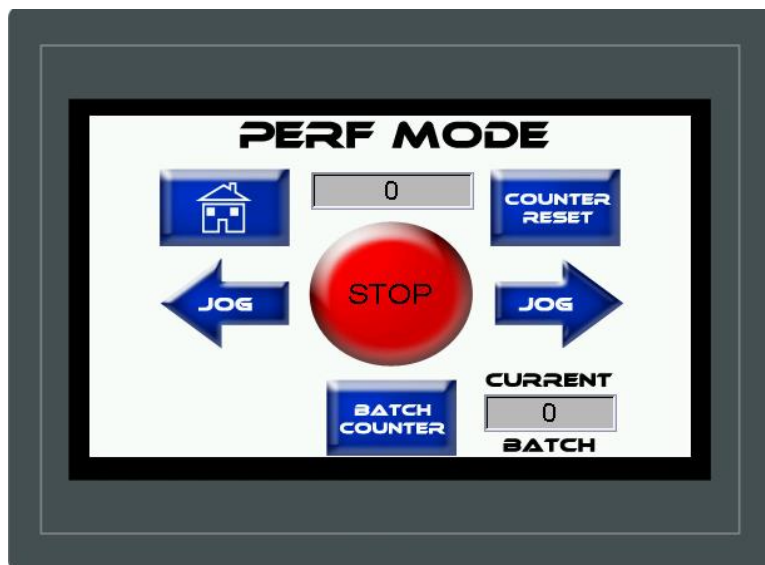 PERF MODE
0
COUNTER
RESET
JOG
STOP
JOG
BATCH
COUNTER
CURRENT
0
BATCH